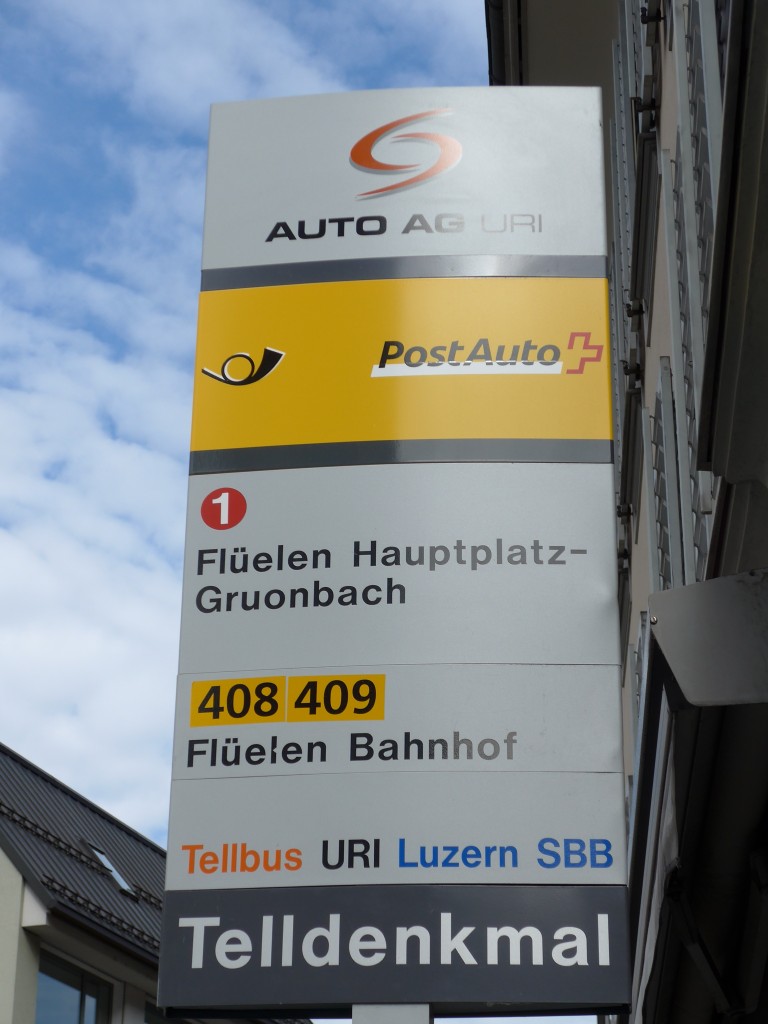 AUTO AG URI
PostAuto
1
Flüelen Hauptplatz-
Gruonbach
408 409
Flüelen Bahnhof
Tellbus URI Luzern SBB
Telldenkmal